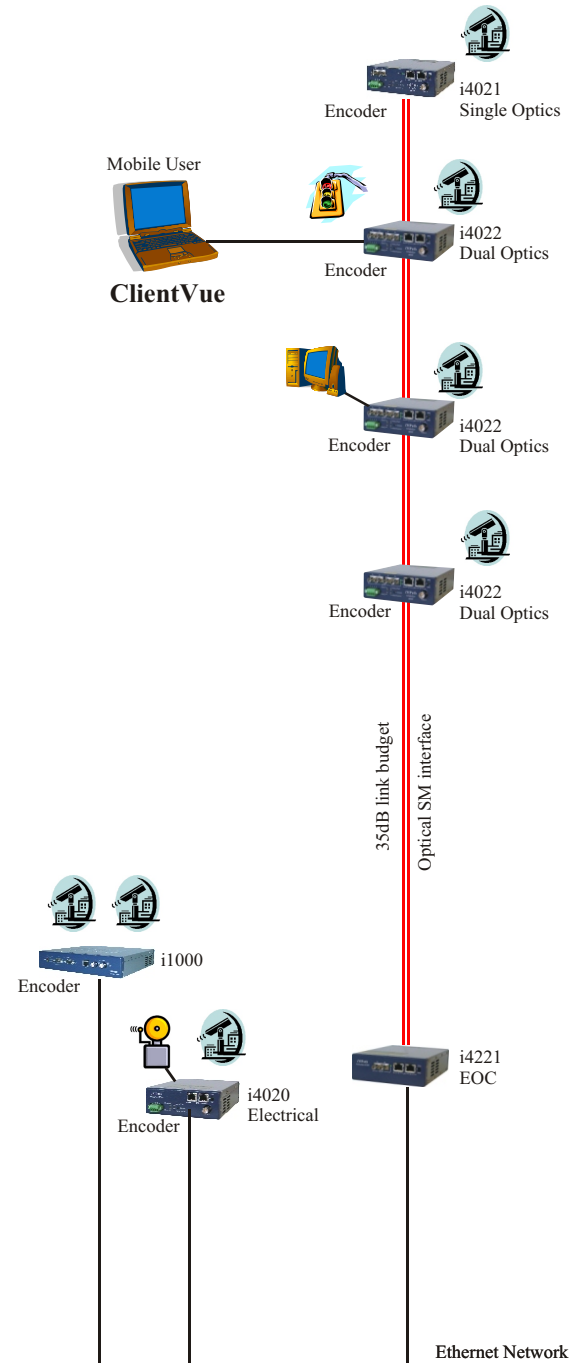 i4021
Encoder
Single Optics
Mobile User
i4022
Dual Optics
Encoder
ClientVue
i4022
Encoder
Dual Optics
i4022
Encoder
Dual Optics
35dB link budget
Optical SM interface
i1000
Encoder
i4221
EOC
i4020
Electrical
Encoder
Ethernet Network